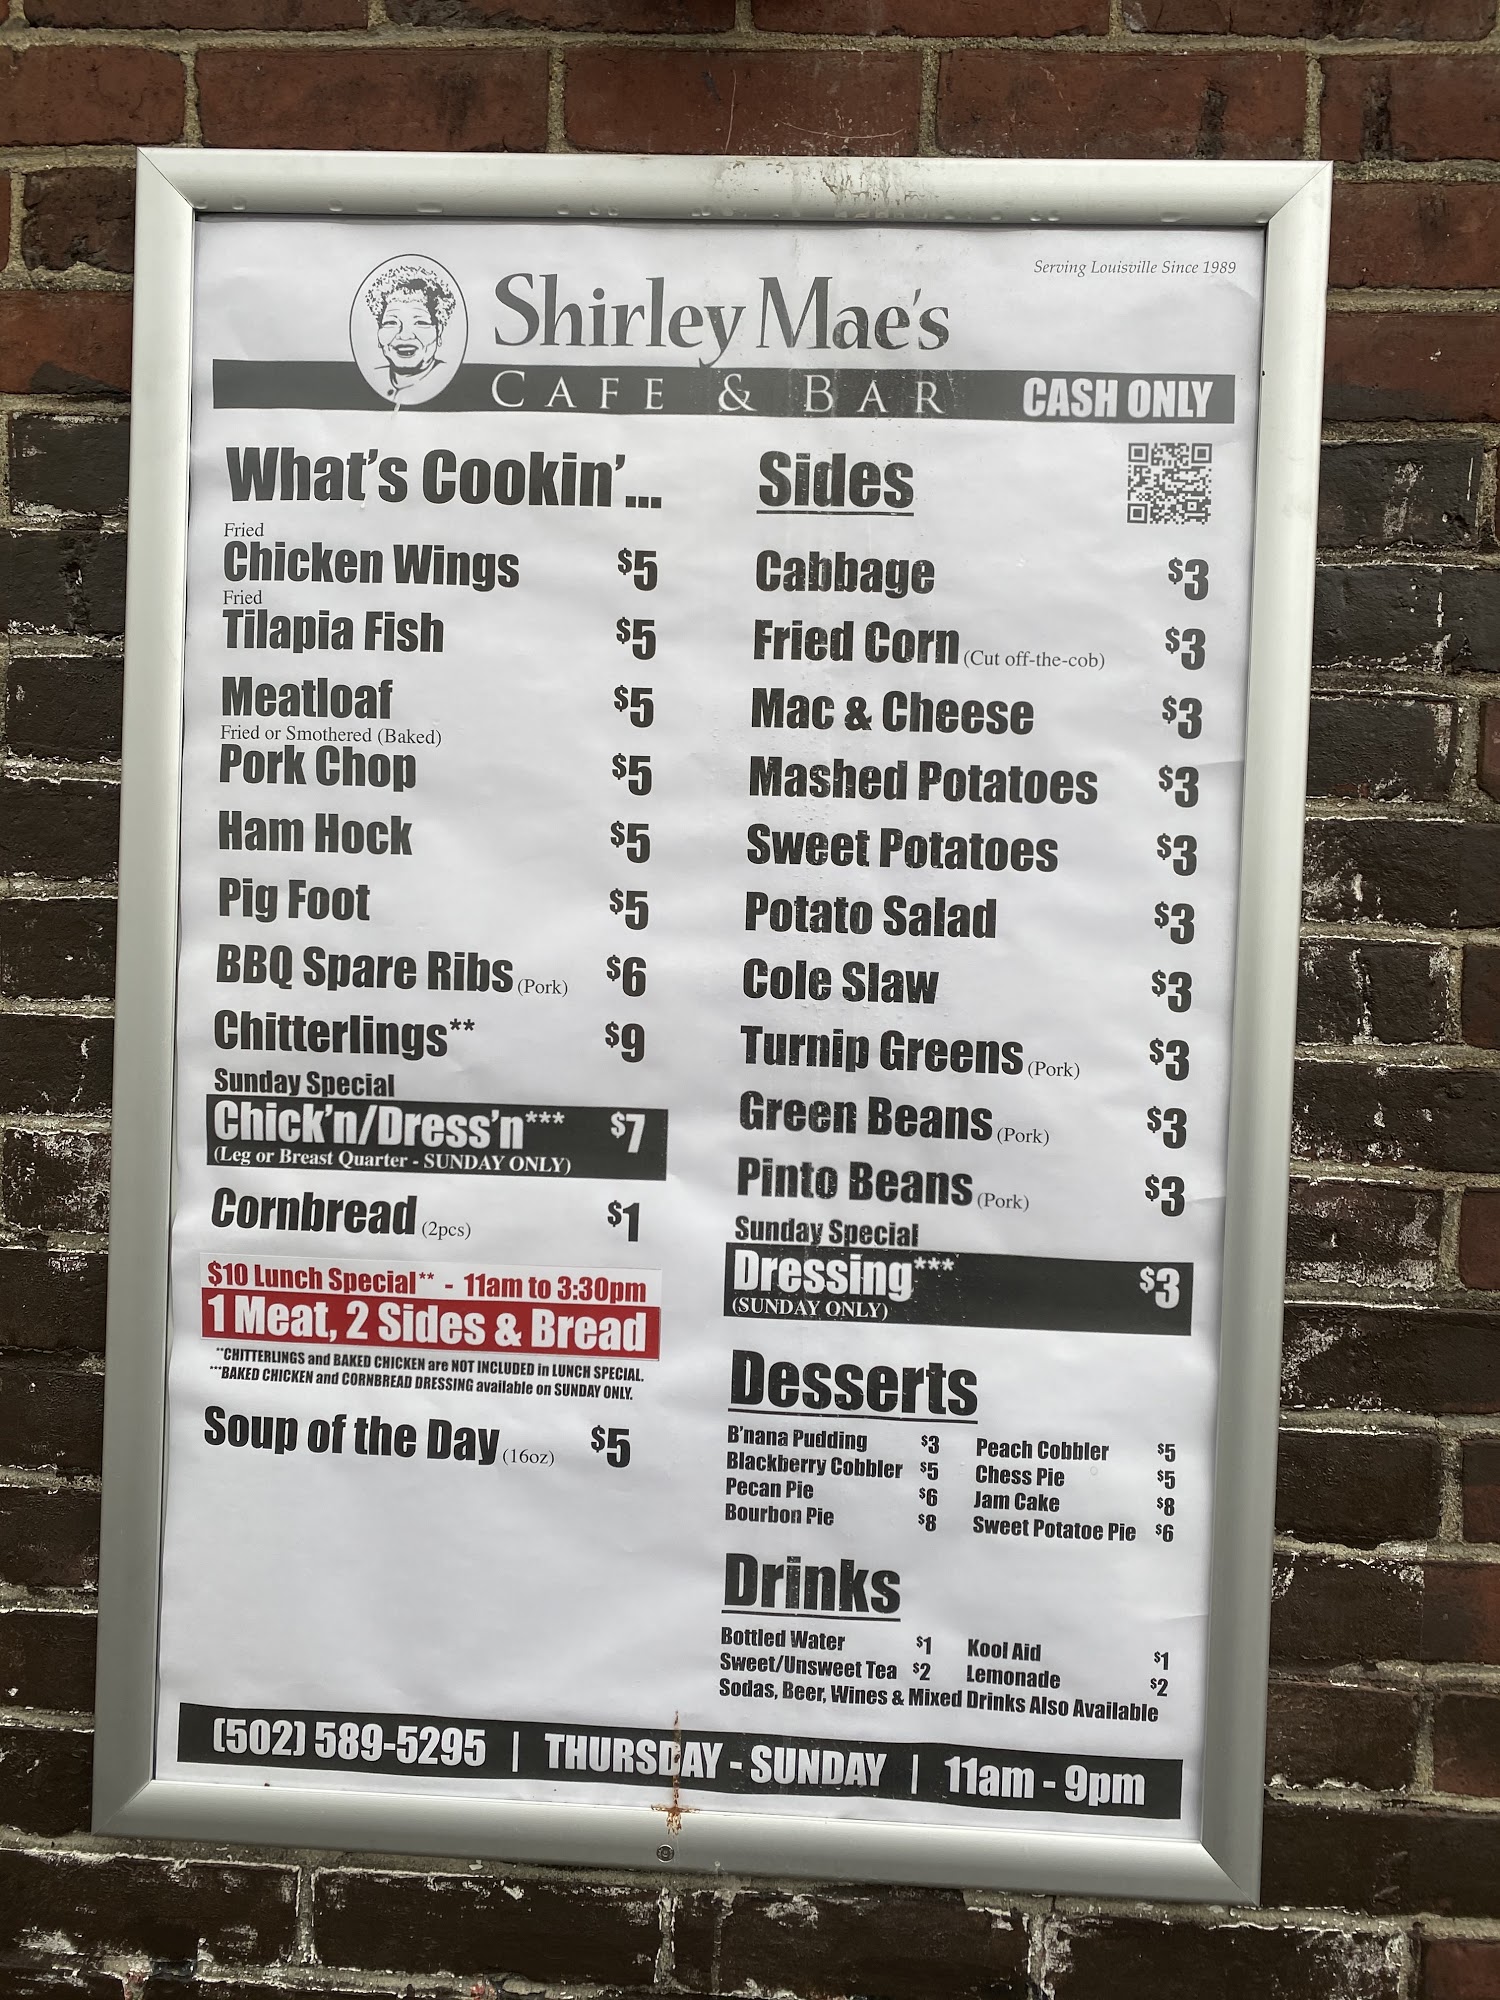 Serving Louisville Since 1989
Shirley Mae's
CAFE & BAR
CASH ONLY
What's Cookin'...
Fried
Chicken Wings $5
Fried
Tilapia Fish $5
Meatloaf $5
Fried or Smothered (Baked)
Pork Chop $5
Ham Hock $5
Pig Foot $5
BBQ Spare Ribs (Pork) $6
Chitterlings** $9
Sunday Special
Chick'n/Dress'n*** $7
(Leg or Breast Quarter - SUNDAY ONLY)
Cornbread (2pcs) $1
$10 Lunch Special** - 11am to 3:30pm
1 Meat, 2 Sides & Bread
**CHITTERLINGS and BAKED CHICKEN are NOT INCLUDED in LUNCH SPECIAL.
***BAKED CHICKEN and CORNBREAD DRESSING available on SUNDAY ONLY.
Soup of the Day (16oz) $5
Sides
Cabbage $3
Fried Corn (Cut off-the-cob) $3
Mac & Cheese $3
Mashed Potatoes $3
Sweet Potatoes $3
Potato Salad $3
Cole Slaw $3
Turnip Greens (Pork) $3
Green Beans (Pork) $3
Pinto Beans (Pork) $3
Sunday Special
Dressing*** $3
(SUNDAY ONLY)
Desserts
B'nana Pudding $3 Peach Cobbler $5
Blackberry Cobbler $5 Chess Pie $5
Pecan Pie $6 Jam Cake $8
Bourbon Pie $8 Sweet Potatoe Pie $6
Drinks
Bottled Water $1 Kool Aid $1
Sweet/Unsweet Tea $2 Lemonade $2
Sodas, Beer, Wines & Mixed Drinks Also Available
(502) 589-5295 | THURSDAY - SUNDAY | 11am - 9pm